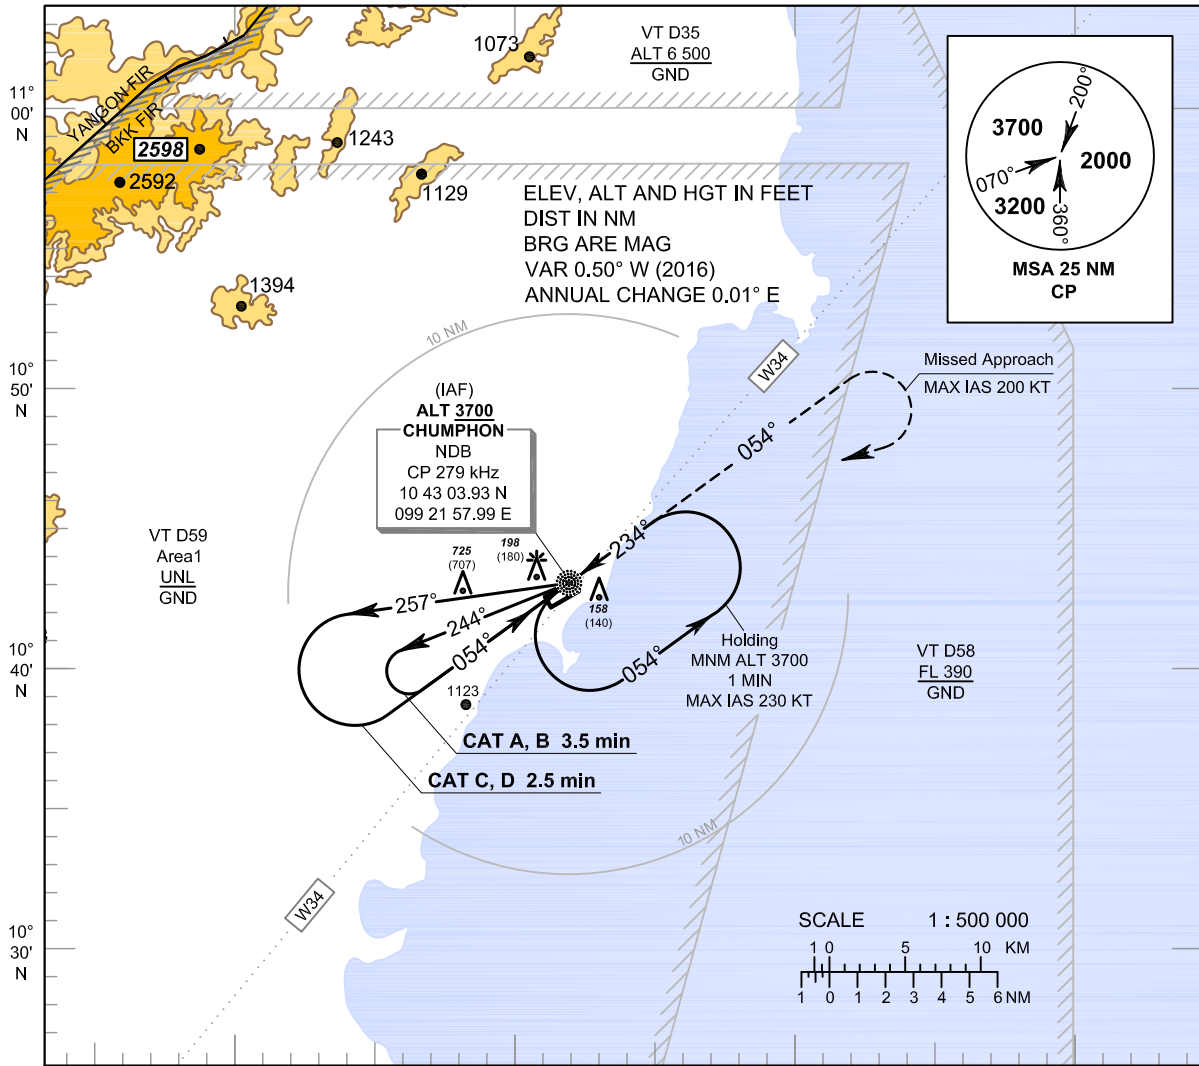 1073
VT D35
ALT 6 500
GND
11°
00'
N
YANGON FIR
BKK FIR
2598
2592
1243
1129
1394
ELEV, ALT AND HGT IN FEET
DIST IN NM
BRG ARE MAG
VAR 0.50° W (2016)
ANNUAL CHANGE 0.01° E
200°
3700
2000
070°
3200
360°
MSA 25 NM
CP
10 NM
W34
Missed Approach
MAX IAS 200 KT
10°
50'
N
(IAF)
ALT 3700
CHUMPHON
NDB
CP 279 kHz
10 43 03.93 N
099 21 57.99 E
054°
234°
VT D59
Area1
UNL
GND
725
(707)
198
(180)
158
(140)
257°
244°
054°
054°
Holding
MNM ALT 3700
1 MIN
MAX IAS 230 KT
VT D58
FL 390
GND
10°
40'
N
1123
CAT A, B 3.5 min
CAT C, D 2.5 min
10 NM
W34
10°
30'
N
SCALE 1 : 500 000
1 0 5 10 KM
1 0 1 2 3 4 5 6 NM